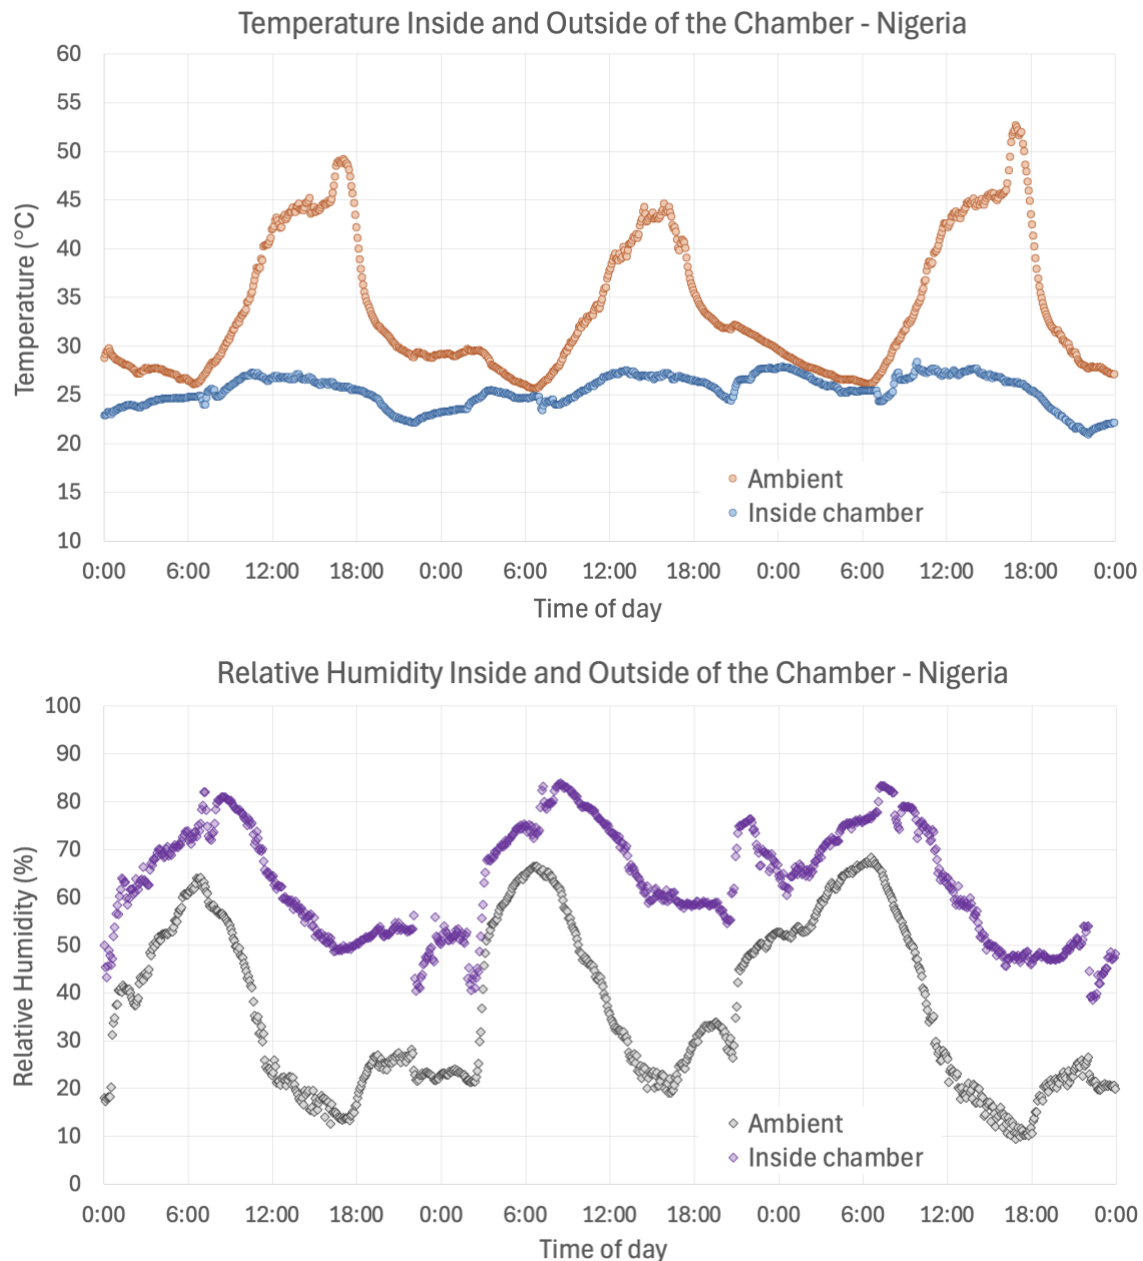 Temperature Inside and Outside of the Chamber - Nigeria
60
55
50
45
40
35
30
25
20
15
10
Temperature (°C)
Ambient
Inside chamber
0:00 6:00 12:00 18:00 0:00 6:00 12:00 18:00 0:00 6:00 12:00 18:00 0:00
Time of day
Relative Humidity Inside and Outside of the Chamber - Nigeria
100
90
80
70
60
50
40
30
20
10
0
Relative Humidity (%)
Ambient
Inside chamber
0:00 6:00 12:00 18:00 0:00 6:00 12:00 18:00 0:00 6:00 12:00 18:00 0:00
Time of day